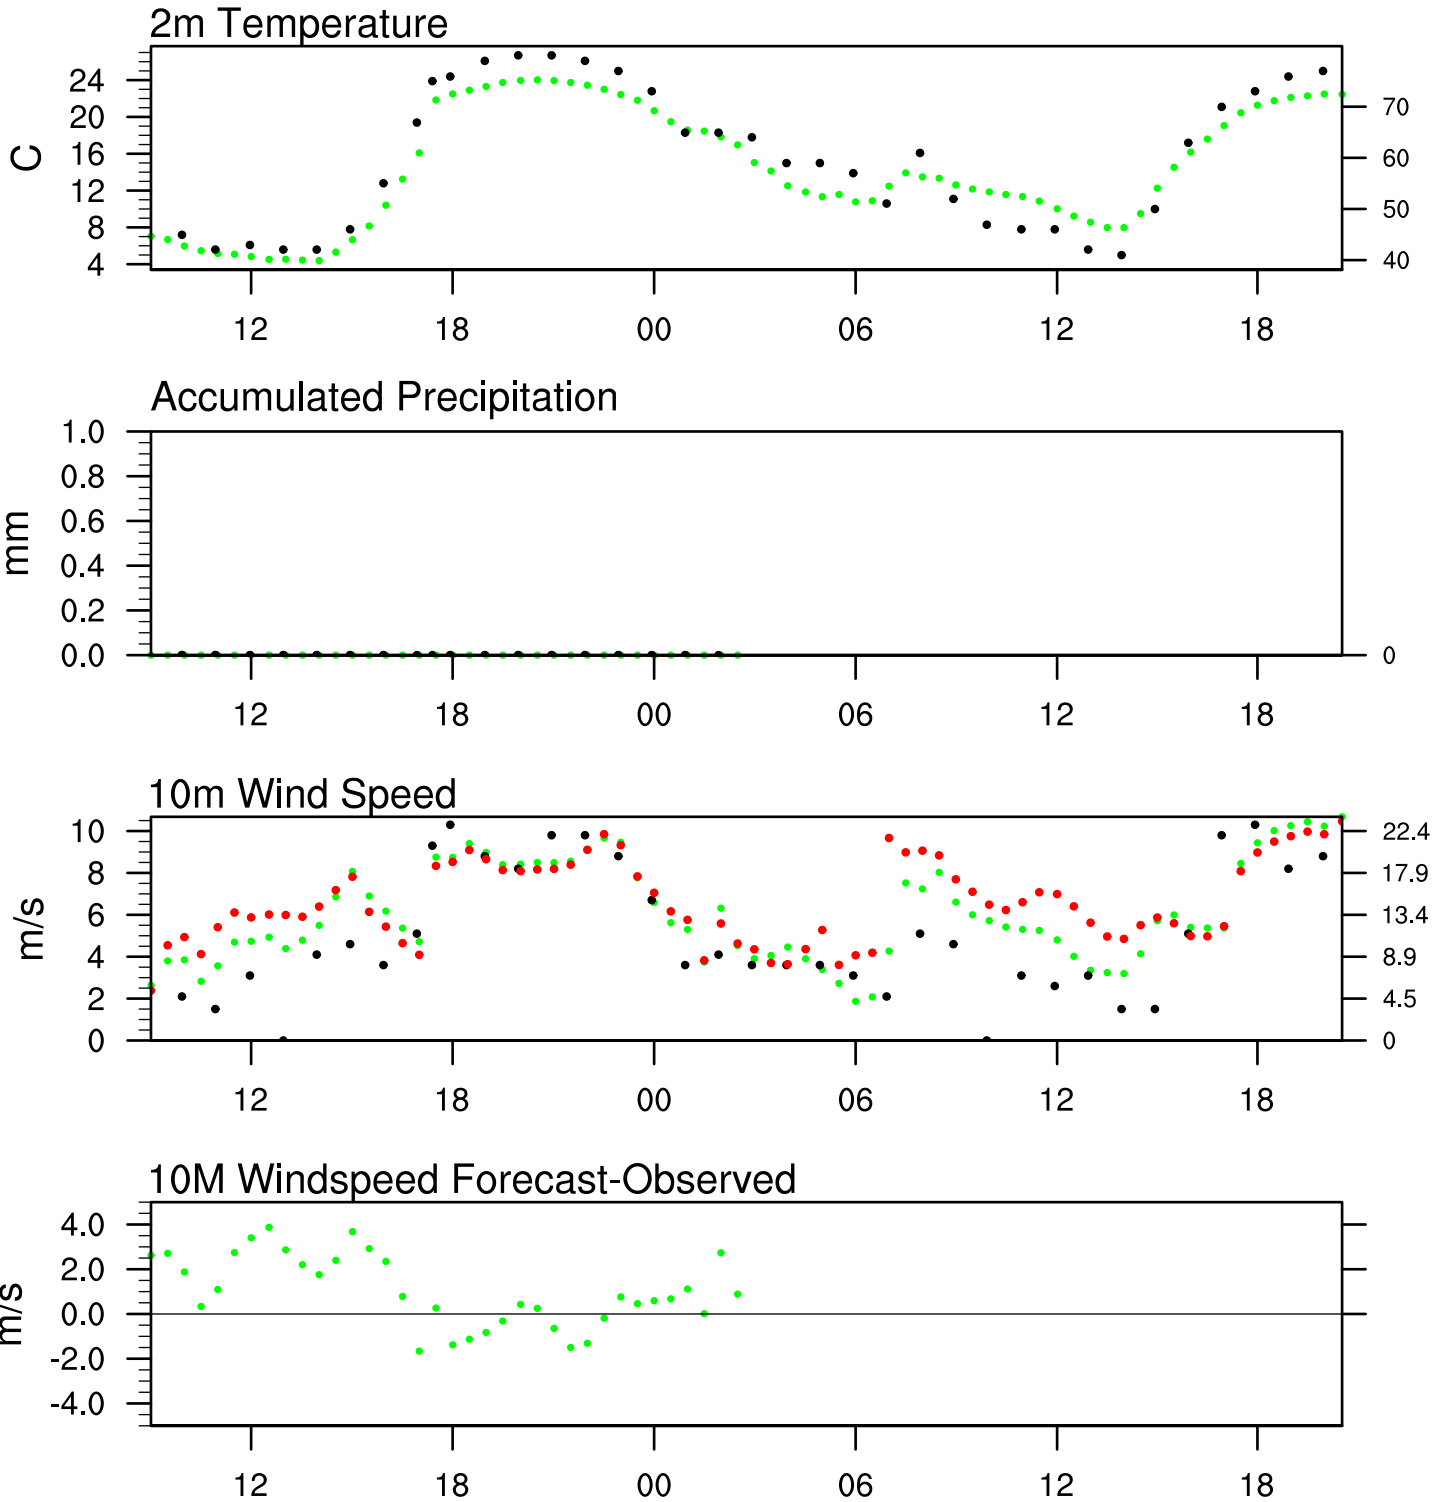 2m Temperature
24
20
16
12
8
4
C
70
60
50
40
12 18 00 06 12 18
Accumulated Precipitation
1.0
0.8
0.6
0.4
0.2
0.0
mm
0
12 18 00 06 12 18
10m Wind Speed
10
8
6
4
2
0
m/s
22.4
17.9
13.4
8.9
4.5
0
12 18 00 06 12 18
10M Windspeed Forecast-Observed
4.0
2.0
0.0
-2.0
-4.0
m/s
12 18 00 06 12 18